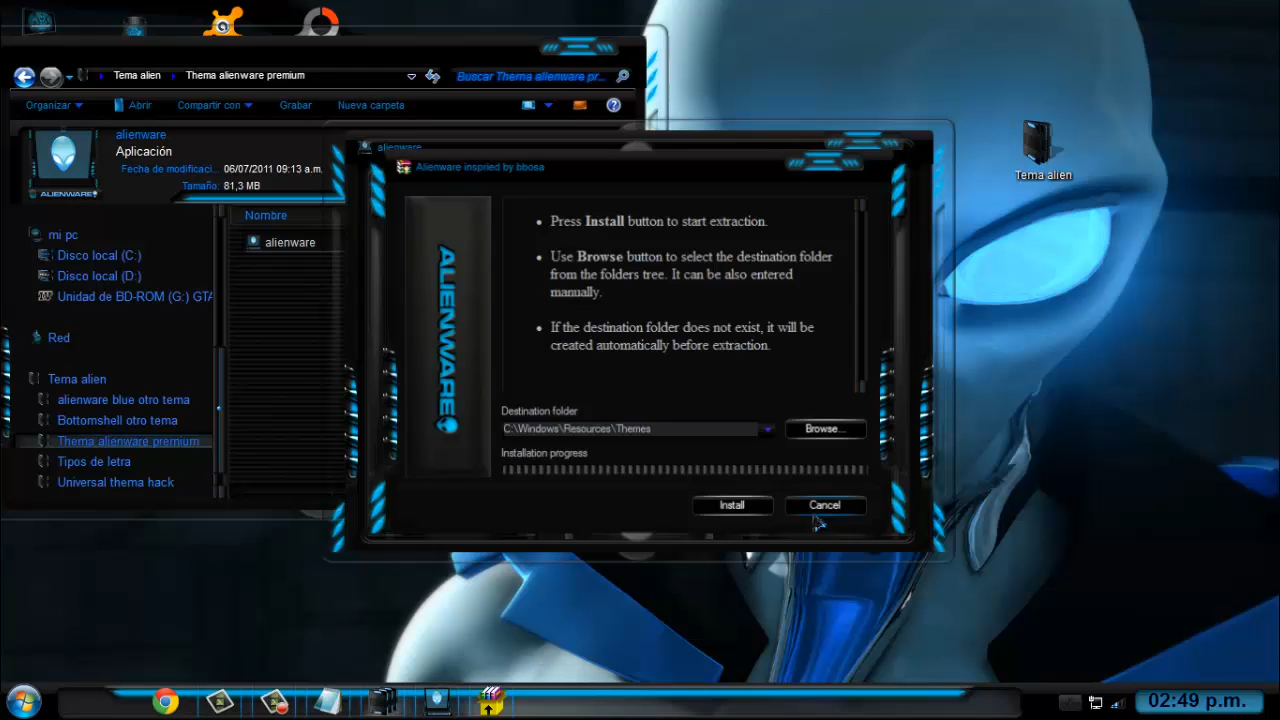 Tema alien
Thema alienware premium
Buscar Thema alienware pr...
Organizar
Abrir
Compartir con
Grabar
Nueva carpeta
alienware
Aplicación
Fecha de modificaci...
06/07/2011 09:13 a.m.
Tamaño: 81,3 MB
ALIENWARE
Nombre
alienware
mi pc
Disco local (C:)
Disco local (D:)
Unidad de BD-ROM (G:) GTA
Red
Tema alien
alienware blue otro tema
Bottomshell otro tema
Thema alienware premium
Tipos de letra
Universal thema hack
alienware
Alienware inspried by bbosa
ALIENWARE
Press Install button to start extraction.
Use Browse button to select the destination folder
from the folders tree. It can be also entered
manually.
If the destination folder does not exist, it will be
created automatically before extraction.
Destination folder
C:\Windows\Resources\Themes
Browse...
Installation progress
Install
Cancel
Tema alien
02:49 p.m.